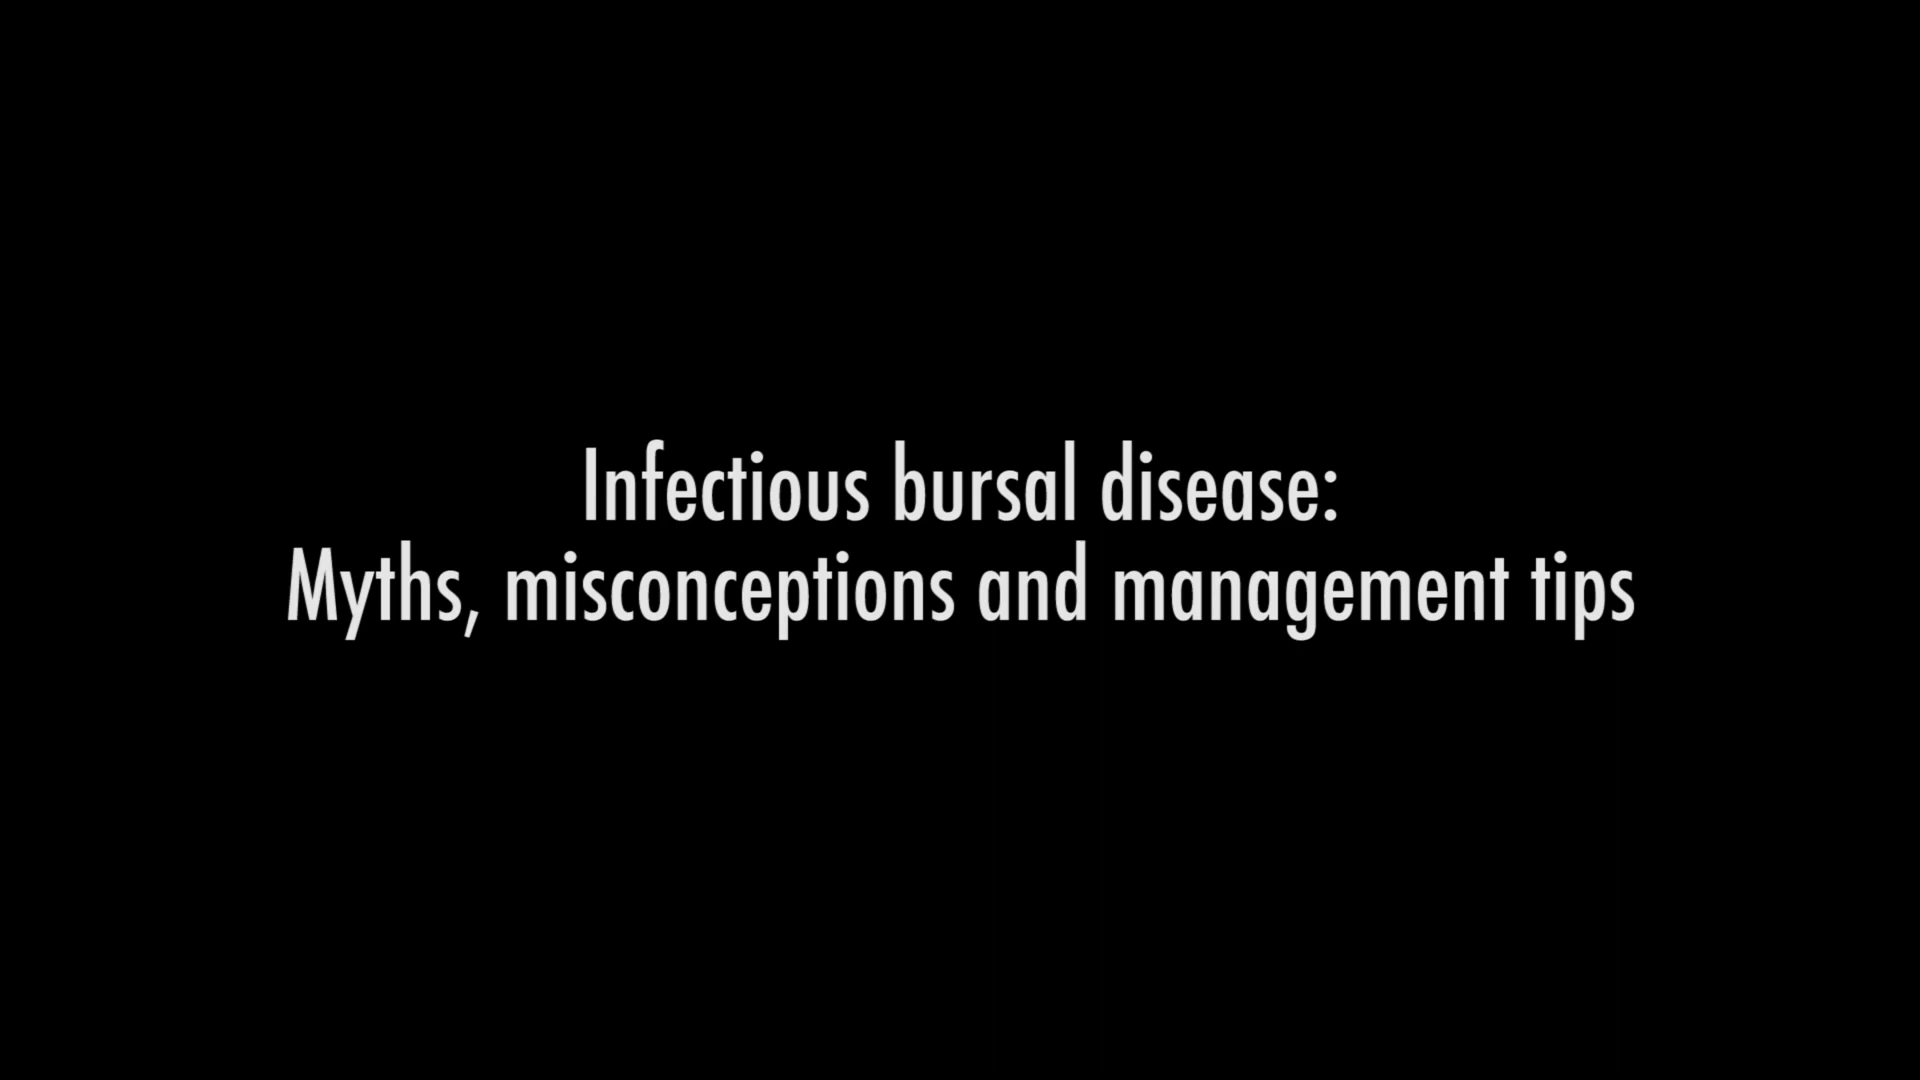 Infectious bursal disease:
Myths, misconceptions and management tips